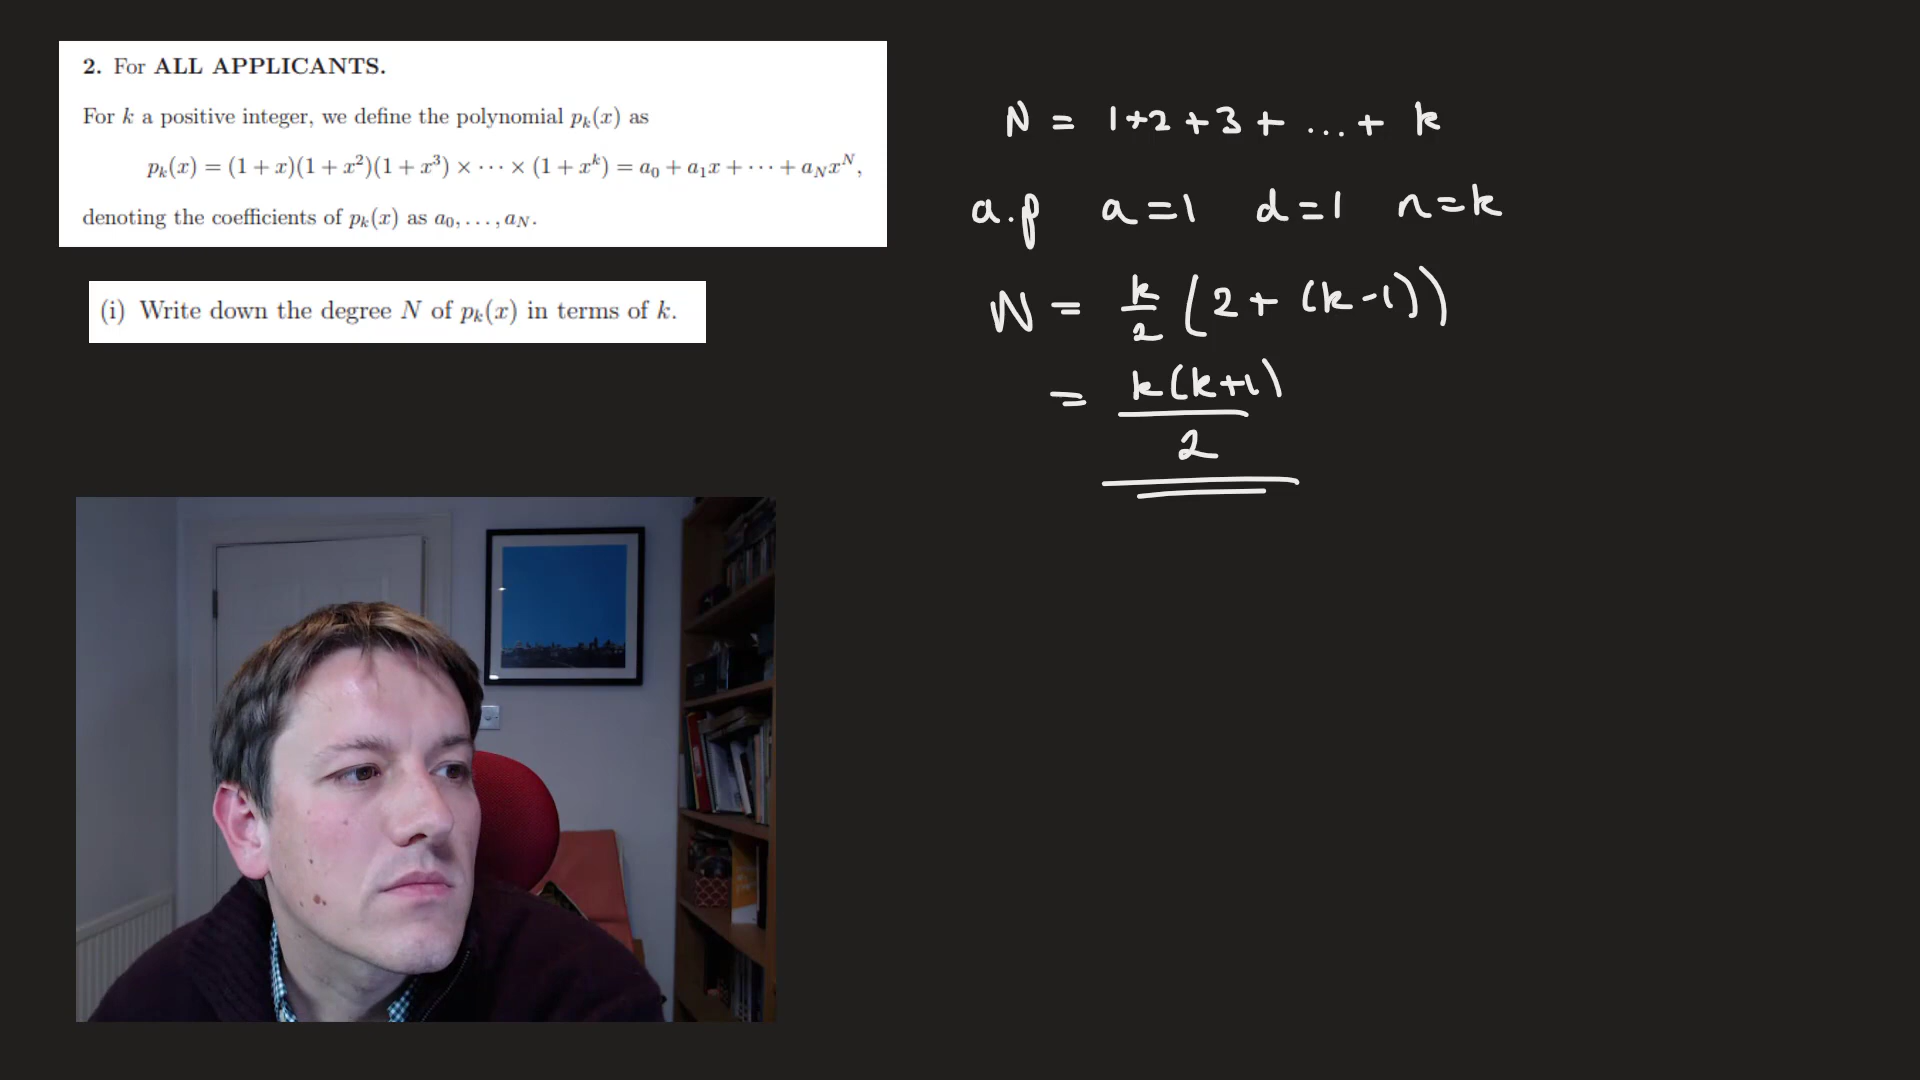 2. For ALL APPLICANTS.
For k a positive integer, we define the polynomial pₖ(x) as
pₖ(x) = (1 + x)(1 + x²)(1 + x³) × ⋯ × (1 + xᵏ) = a₀ + a₁x + ⋯ + a_N x^N,
denoting the coefficients of pₖ(x) as a₀, . . . , a_N.
(i) Write down the degree N of pₖ(x) in terms of k.
N = 1+2+3+ ...+ k
a.p a=1 d=1 n=k
N = k/2 (2+(k-1))
= k(k+1)/2